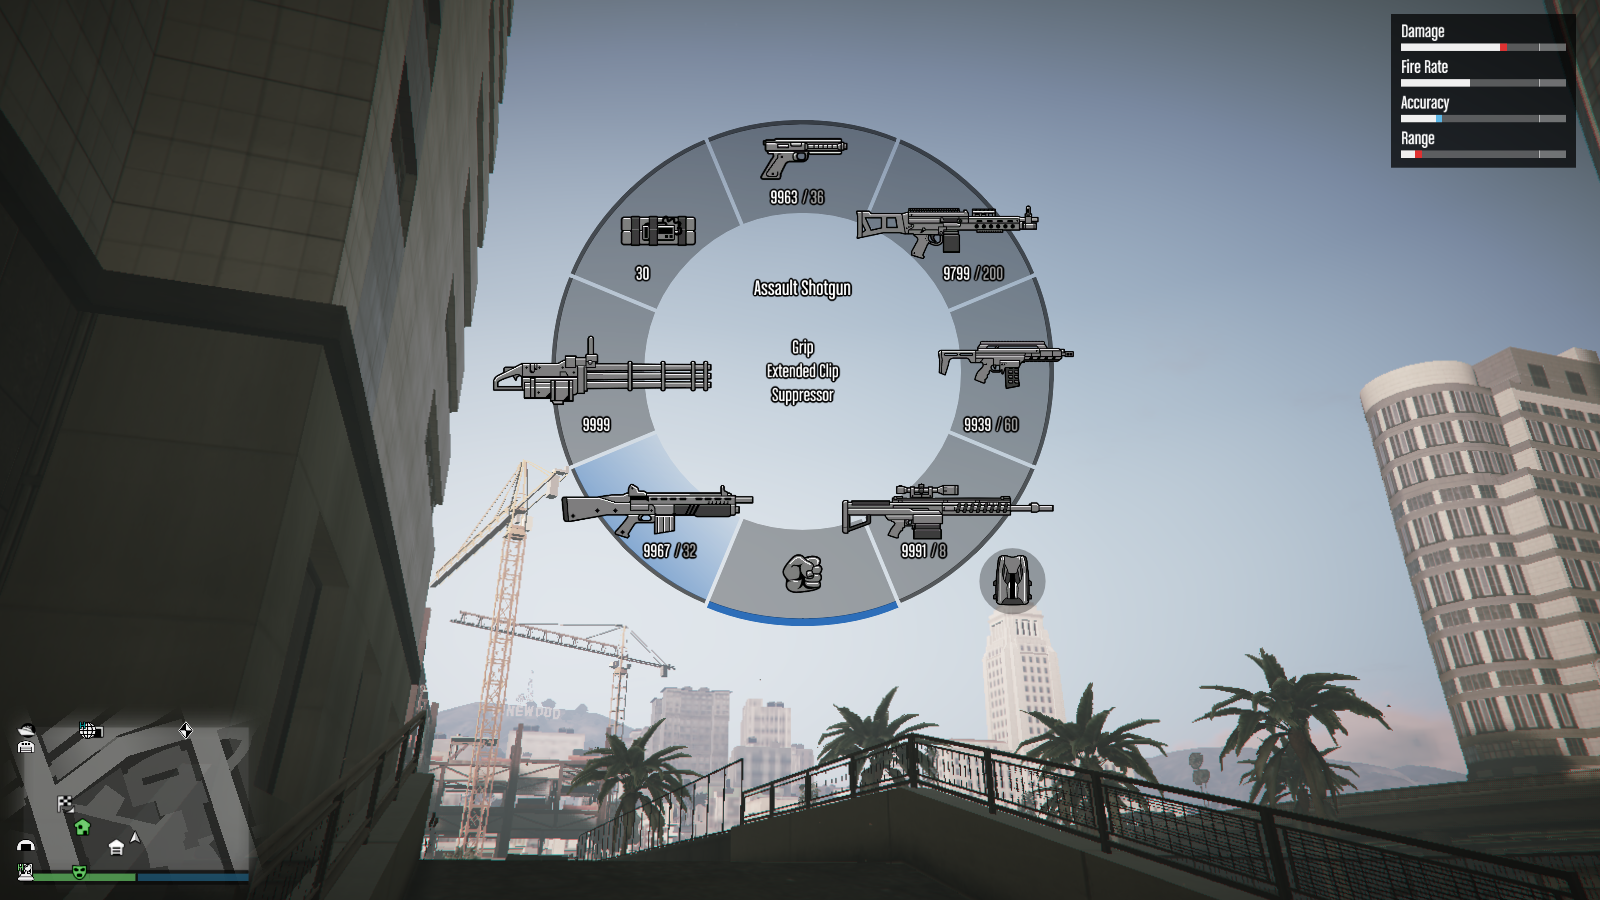 Damage
Fire Rate
Accuracy
Range
9963 / 36
30
9799 / 200
Assault Shotgun
Grip
Extended Clip
Suppressor
9999
9939 / 60
9967 / 32
9991 / 8